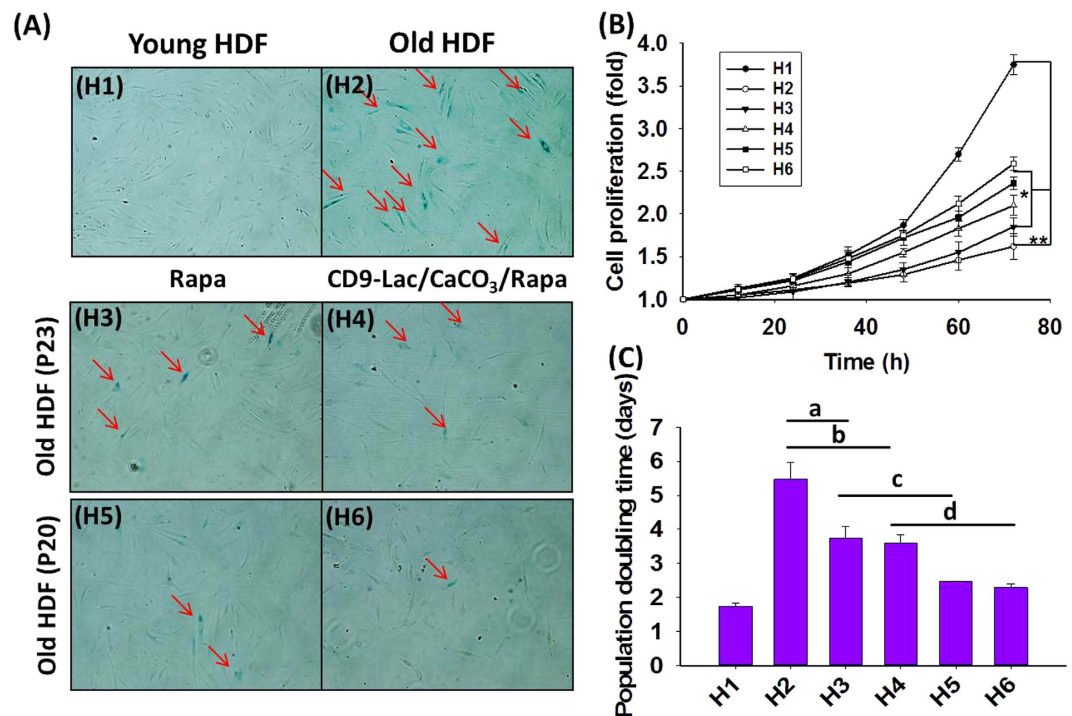 (A)
Young HDF
Old HDF
(H1)
(H2)
Rapa
CD9-Lac/CaCO₃/Rapa
Old HDF (P23)
(H3)
(H4)
Old HDF (P20)
(H5)
(H6)
(B)
Cell proliferation (fold)
4.0
3.5
3.0
2.5
2.0
1.5
1.0
H1
H2
H3
H4
H5
H6
*
**
0 20 40 60 80
Time (h)
(C)
Population doubling time (days)
7
6
5
4
3
2
1
0
a
b
c
d
H1 H2 H3 H4 H5 H6